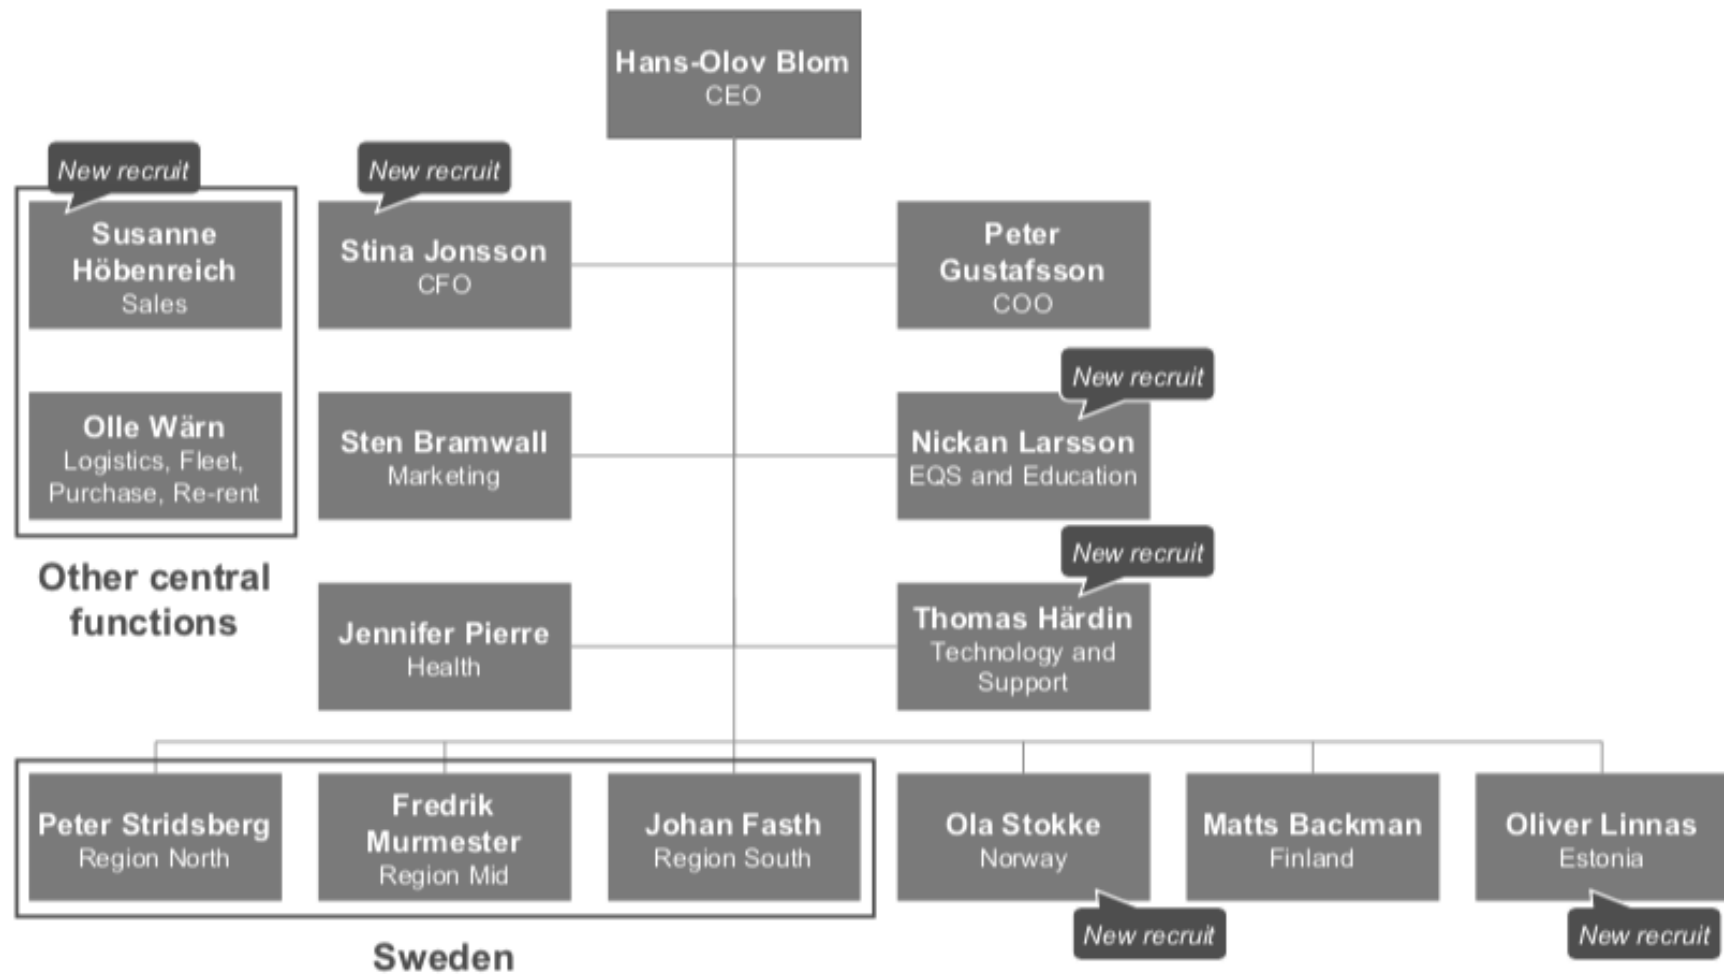 Hans-Olov Blom
CEO
New recruit
New recruit
Susanne
Höbenreich
Sales
Stina Jonsson
CFO
Peter
Gustafsson
COO
New recruit
Olle Wärn
Logistics, Fleet,
Purchase, Re-rent
Sten Bramwall
Marketing
Nickan Larsson
EQS and Education
Other central
functions
New recruit
Jennifer Pierre
Health
Thomas Härdin
Technology and
Support
Peter Stridsberg
Region North
Fredrik
Murmester
Region Mid
Johan Fasth
Region South
Ola Stokke
Norway
Matts Backman
Finland
Oliver Linnas
Estonia
New recruit
New recruit
Sweden